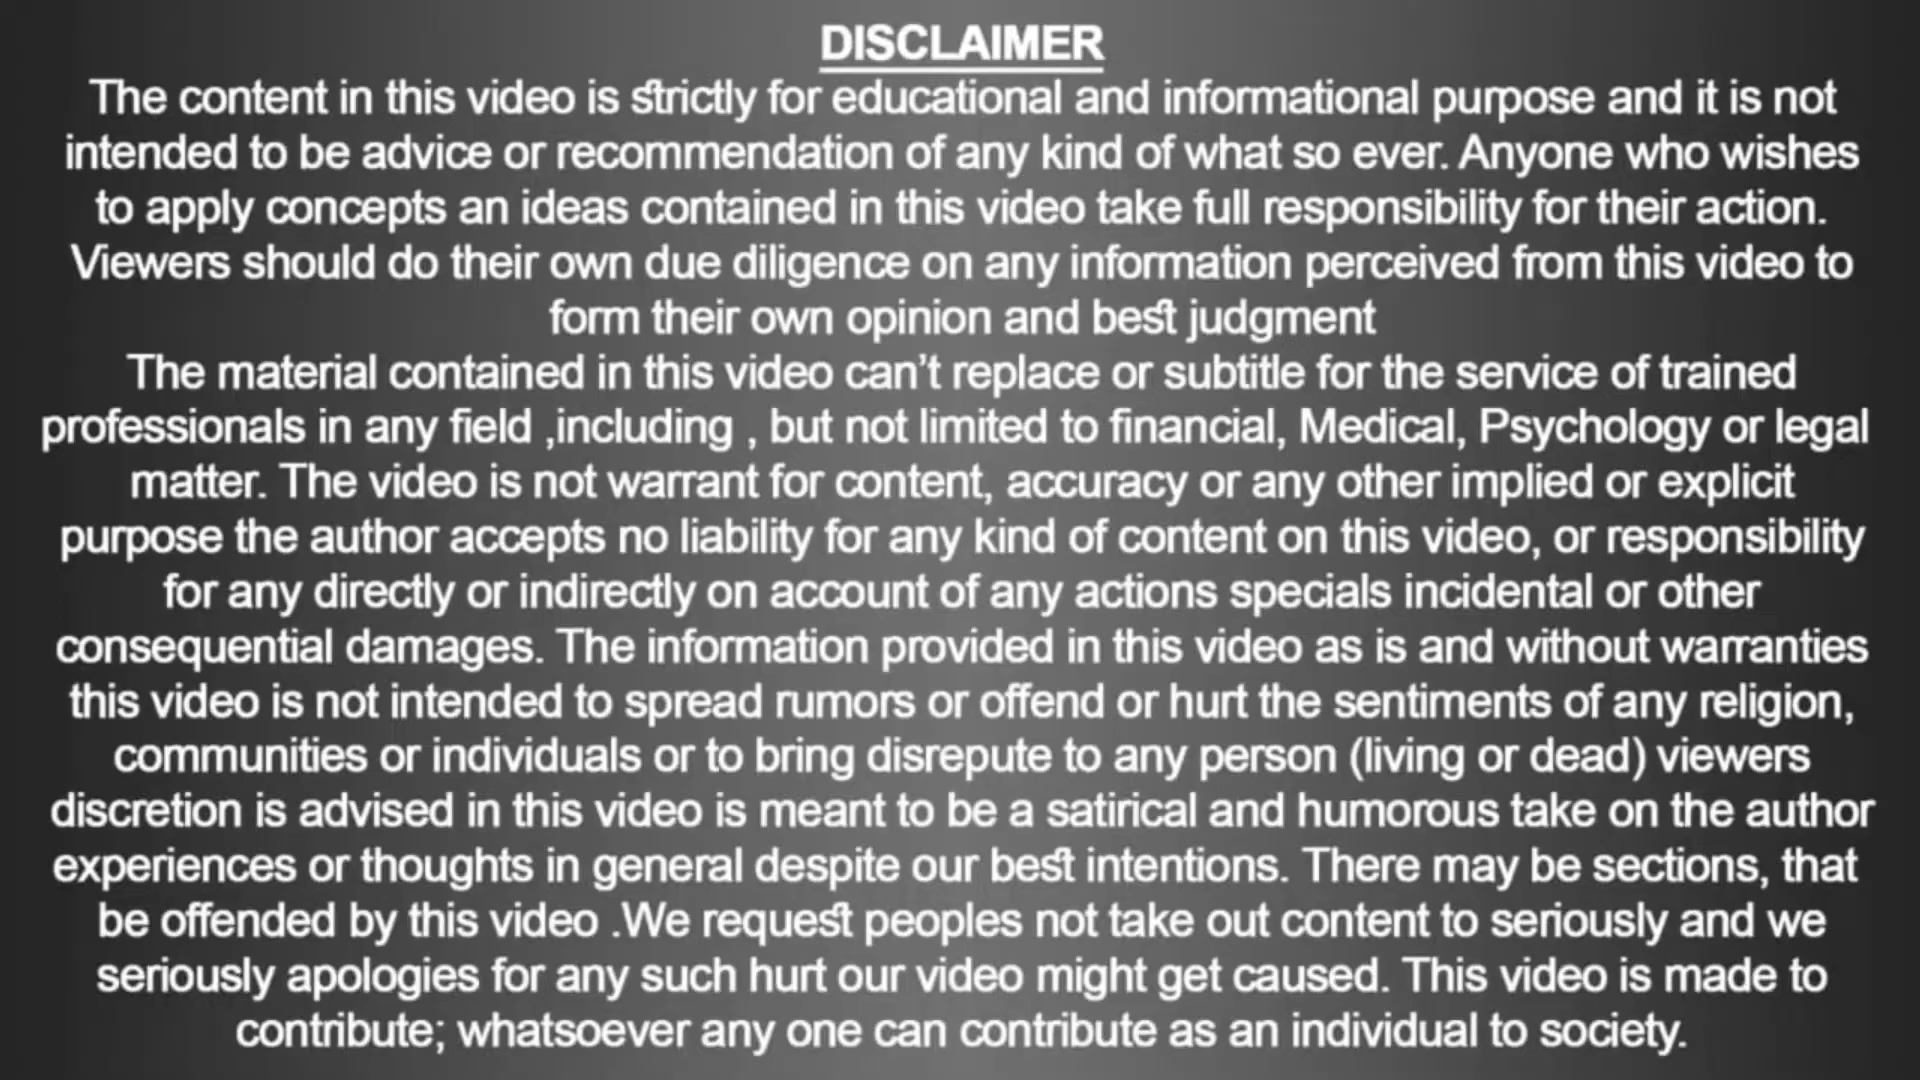 DISCLAIMER
The content in this video is strictly for educational and informational purpose and it is not
intended to be advice or recommendation of any kind of what so ever. Anyone who wishes
to apply concepts an ideas contained in this video take full responsibility for their action.
Viewers should do their own due diligence on any information perceived from this video to
form their own opinion and best judgment
The material contained in this video can't replace or subtitle for the service of trained
professionals in any field ,including , but not limited to financial, Medical, Psychology or legal
matter. The video is not warrant for content, accuracy or any other implied or explicit
purpose the author accepts no liability for any kind of content on this video, or responsibility
for any directly or indirectly on account of any actions specials incidental or other
consequential damages. The information provided in this video as is and without warranties
this video is not intended to spread rumors or offend or hurt the sentiments of any religion,
communities or individuals or to bring disrepute to any person (living or dead) viewers
discretion is advised in this video is meant to be a satirical and humorous take on the author
experiences or thoughts in general despite our best intentions. There may be sections, that
be offended by this video .We request peoples not take out content to seriously and we
seriously apologies for any such hurt our video might get caused. This video is made to
contribute; whatsoever any one can contribute as an individual to society.